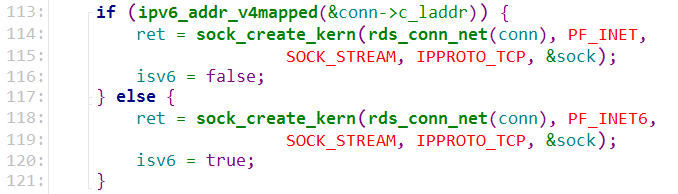 113:     if (ipv6_addr_v4mapped(&conn->c_laddr)) {
114:         ret = sock_create_kern(rds_conn_net(conn), PF_INET,
115:                        SOCK_STREAM, IPPROTO_TCP, &sock);
116:         isv6 = false;
117:     } else {
118:         ret = sock_create_kern(rds_conn_net(conn), PF_INET6,
119:                        SOCK_STREAM, IPPROTO_TCP, &sock);
120:         isv6 = true;
121:     }